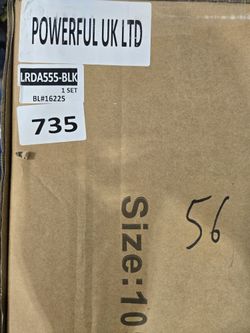 POWERFUL UK LTD
LRDA555-BLK
1 SET
BL#16225
735
Size:10
56